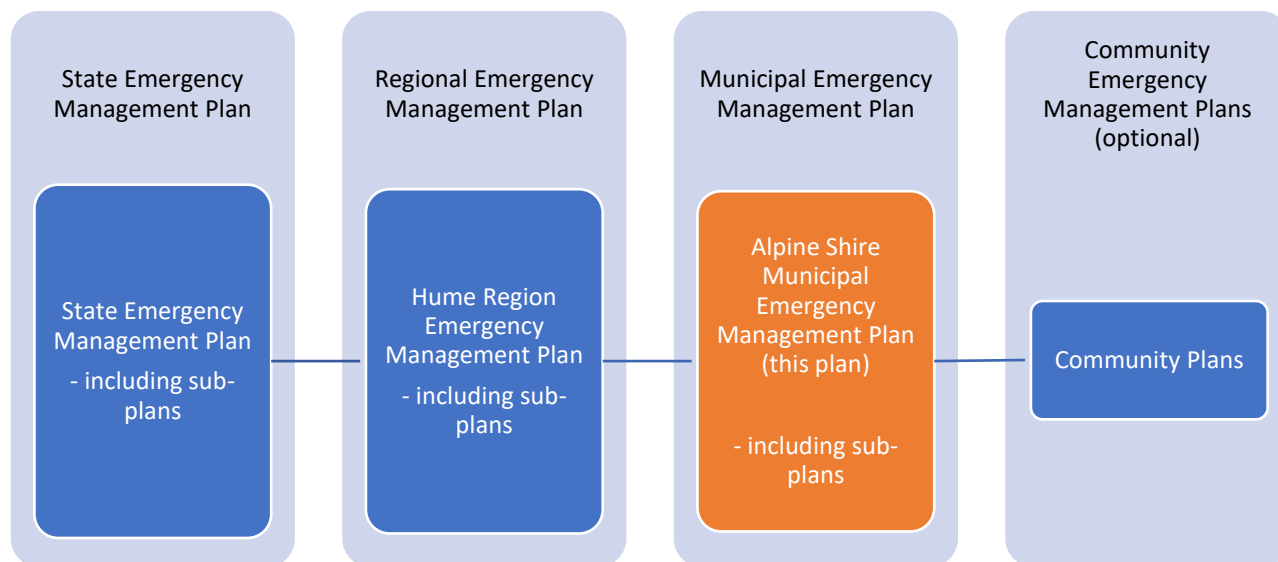 State Emergency
Management Plan
State Emergency
Management Plan
- including sub-
plans
Regional Emergency
Management Plan
Hume Region
Emergency
Management Plan
- including sub-
plans
Municipal Emergency
Management Plan
Alpine Shire
Municipal
Emergency
Management Plan
(this plan)
- including sub-
plans
Community
Emergency
Management Plans
(optional)
Community Plans